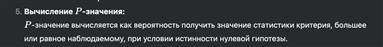 5. Вычисление P-значения:
P-значение вычисляется как вероятность получить значение статистики критерия, большее
или равное наблюдаемому, при условии истинности нулевой гипотезы.